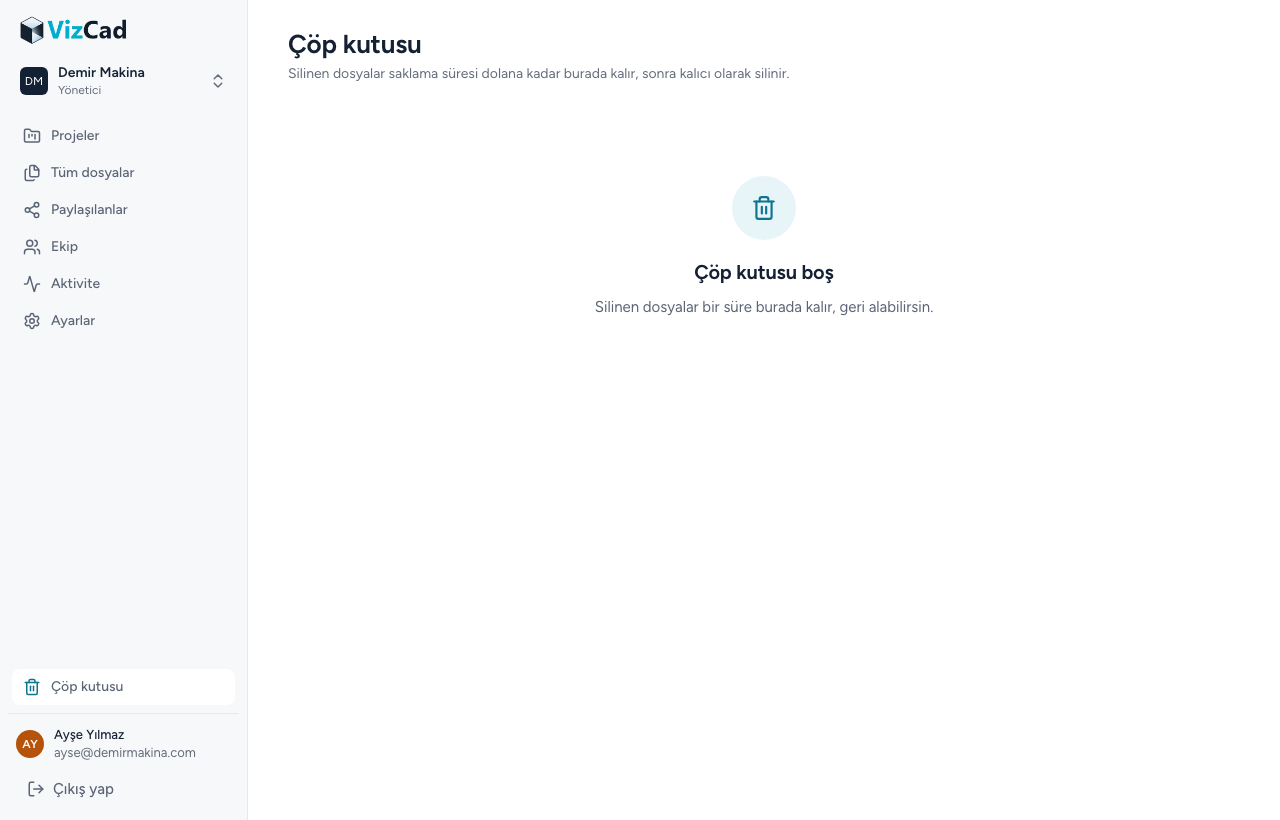 VizCad
DM
Demir Makina
Yönetici
Projeler
Tüm dosyalar
Paylaşılanlar
Ekip
Aktivite
Ayarlar
Çöp kutusu
AY
Ayşe Yılmaz
ayse@demirmakina.com
Çıkış yap
Çöp kutusu
Silinen dosyalar saklama süresi dolana kadar burada kalır, sonra kalıcı olarak silinir.
Çöp kutusu boş
Silinen dosyalar bir süre burada kalır, geri alabilirsin.